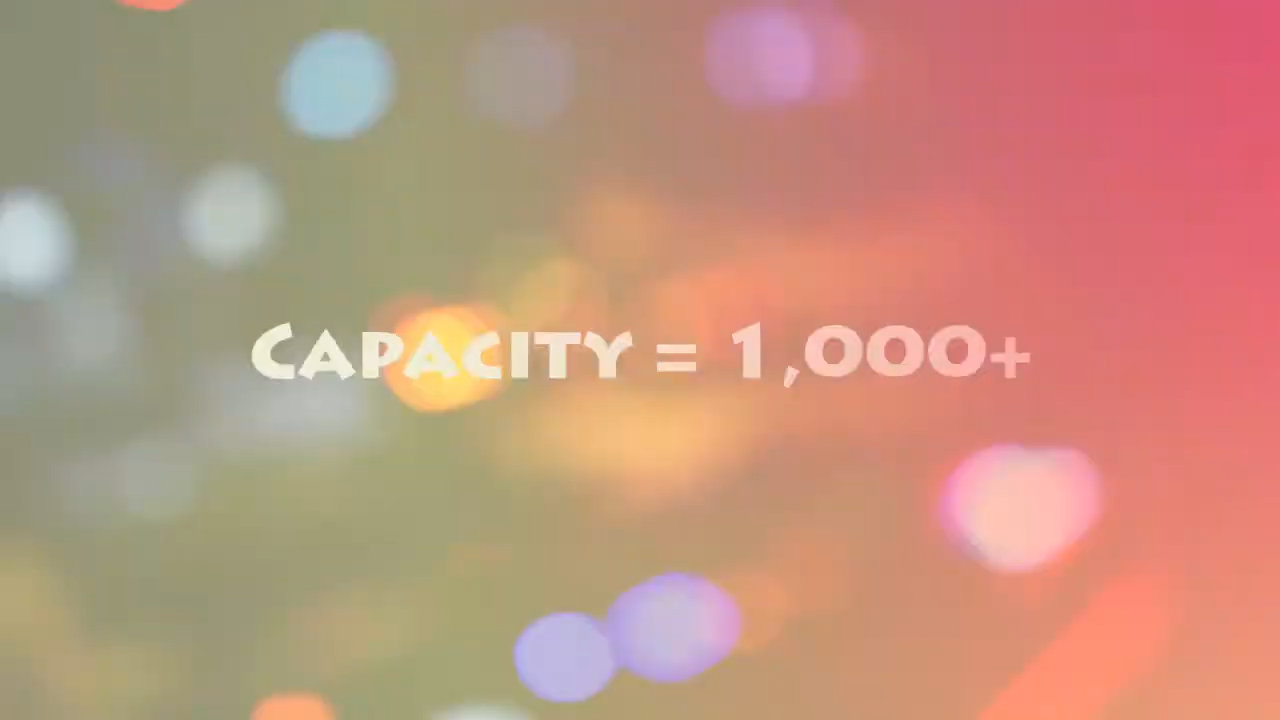 CAPACITY = 1,000+